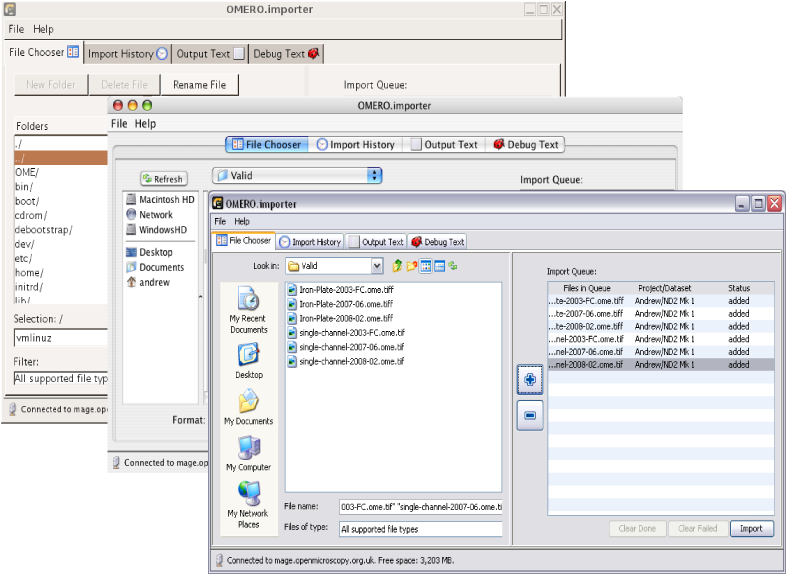 OMERO.importer
File Help
File Chooser Import History Output Text Debug Text
New Folder Delete File Rename File Import Queue:
Folders
./
../
OME/
bin/
boot/
cdrom/
debootstrap/
dev/
etc/
home/
initrd/
lib/
Selection: /
vmlinuz
Filter:
All supported file typ
Connected to mage.ope
OMERO.importer
File Help
File Chooser Import History Output Text Debug Text
Refresh Valid Import Queue:
Macintosh HD
Network
WindowsHD
Desktop
Documents
andrew
Format:
Connected to mage.op
OMERO.importer
File Help
File Chooser Import History Output Text Debug Text
Look in: Valid
My Recent Documents
Desktop
My Documents
My Computer
My Network Places
Iron-Plate-2003-FC.ome.tiff
Iron-Plate-2007-06.ome.tiff
Iron-Plate-2008-02.ome.tiff
single-channel-2003-FC.ome.tif
single-channel-2007-06.ome.tif
single-channel-2008-02.ome.tif
File name: 003-FC.ome.tif" "single-channel-2007-06.ome.ti
Files of type: All supported file types
Import Queue:
Files in Queue Project/Dataset Status
...te-2003-FC.ome.tiff Andrew/ND2 Mk 1 added
...te-2007-06.ome.tiff Andrew/ND2 Mk 1 added
...te-2008-02.ome.tiff Andrew/ND2 Mk 1 added
...nel-2003-FC.ome.tif Andrew/ND2 Mk 1 added
...nel-2007-06.ome.tif Andrew/ND2 Mk 1 added
...nel-2008-02.ome.tif Andrew/ND2 Mk 1 added
Clear Done Clear Failed Import
Connected to mage.openmicroscopy.org.uk. Free space: 3,203 MB.